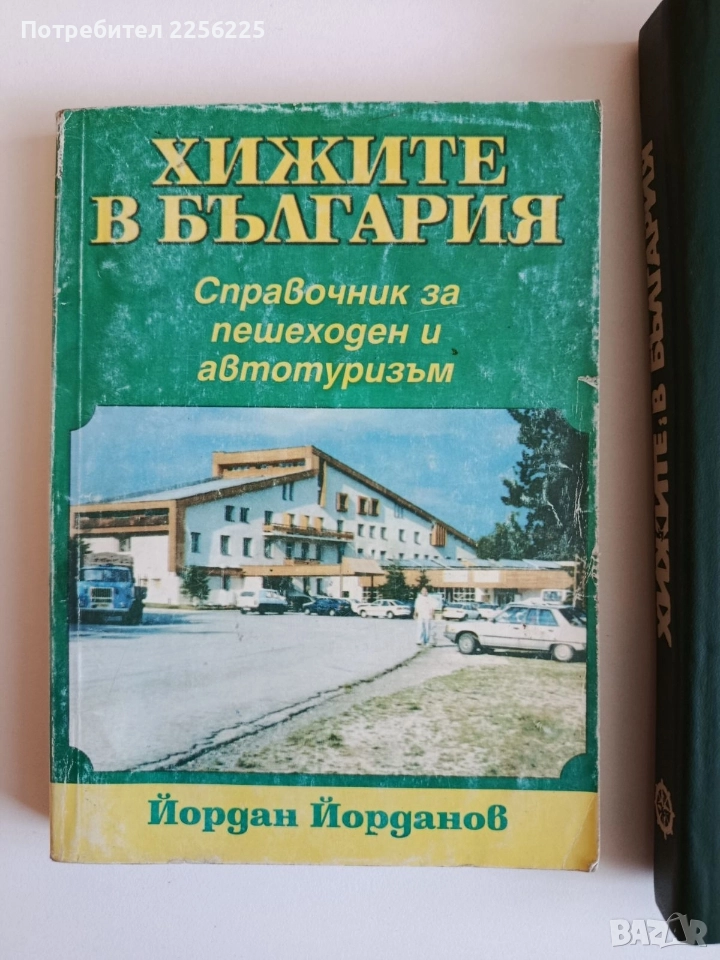 Потребител 2256225
ХИЖИТЕ
В БЪЛГАРИЯ
Справочник за
пешеходен и
автотуризъм
Йордан Йорданов
ХИЖИТЕ В БЪЛГАРИЯ
BAZAR